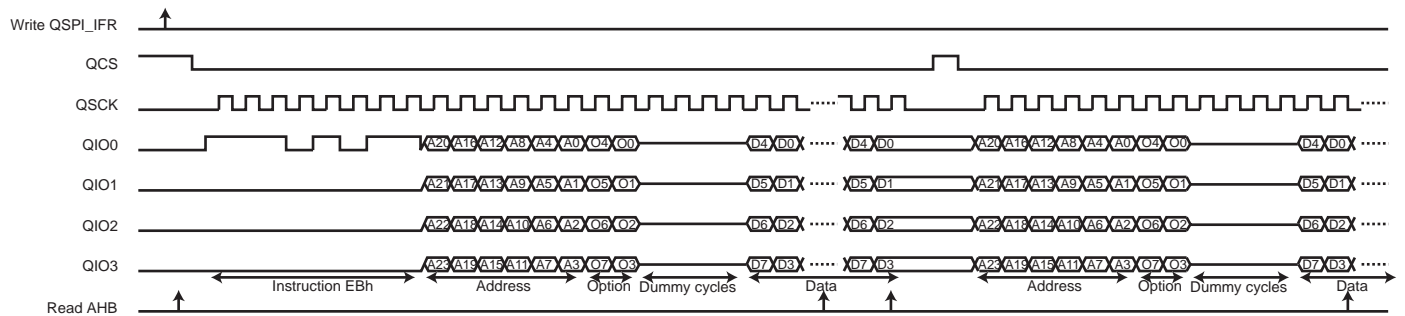 Write QSPI_IFR
QCS
QSCK
QIO0 A20 A16 A12 A8 A4 A0 O4 O0 D4 D0 D4 D0 A20 A16 A12 A8 A4 A0 O4 O0 D4 D0
QIO1 A21 A17 A13 A9 A5 A1 O5 O1 D5 D1 D5 D1 A21 A17 A13 A9 A5 A1 O5 O1 D5 D1
QIO2 A22 A18 A14 A10 A6 A2 O6 O2 D6 D2 D6 D2 A22 A18 A14 A10 A6 A2 O6 O2 D6 D2
QIO3 A23 A19 A15 A11 A7 A3 O7 O3 D7 D3 D7 D3 A23 A19 A15 A11 A7 A3 O7 O3 D7 D3
Instruction EBh Address Option Dummy cycles Data Address Option Dummy cycles Data
Read AHB